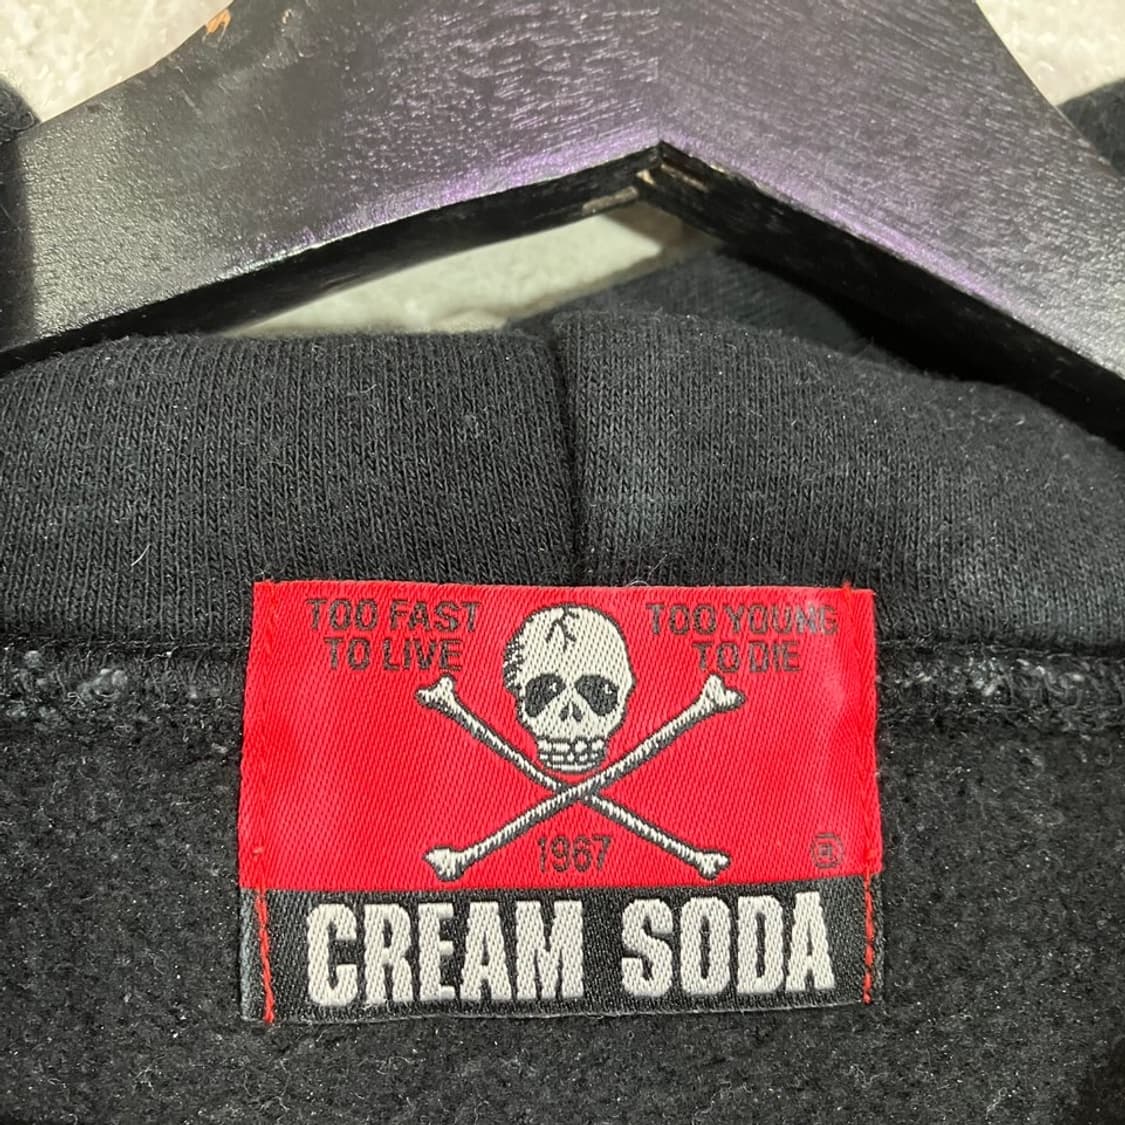 TOO FAST
TO LIVE
TOO YOUNG
TO DIE
1967
CREAM SODA